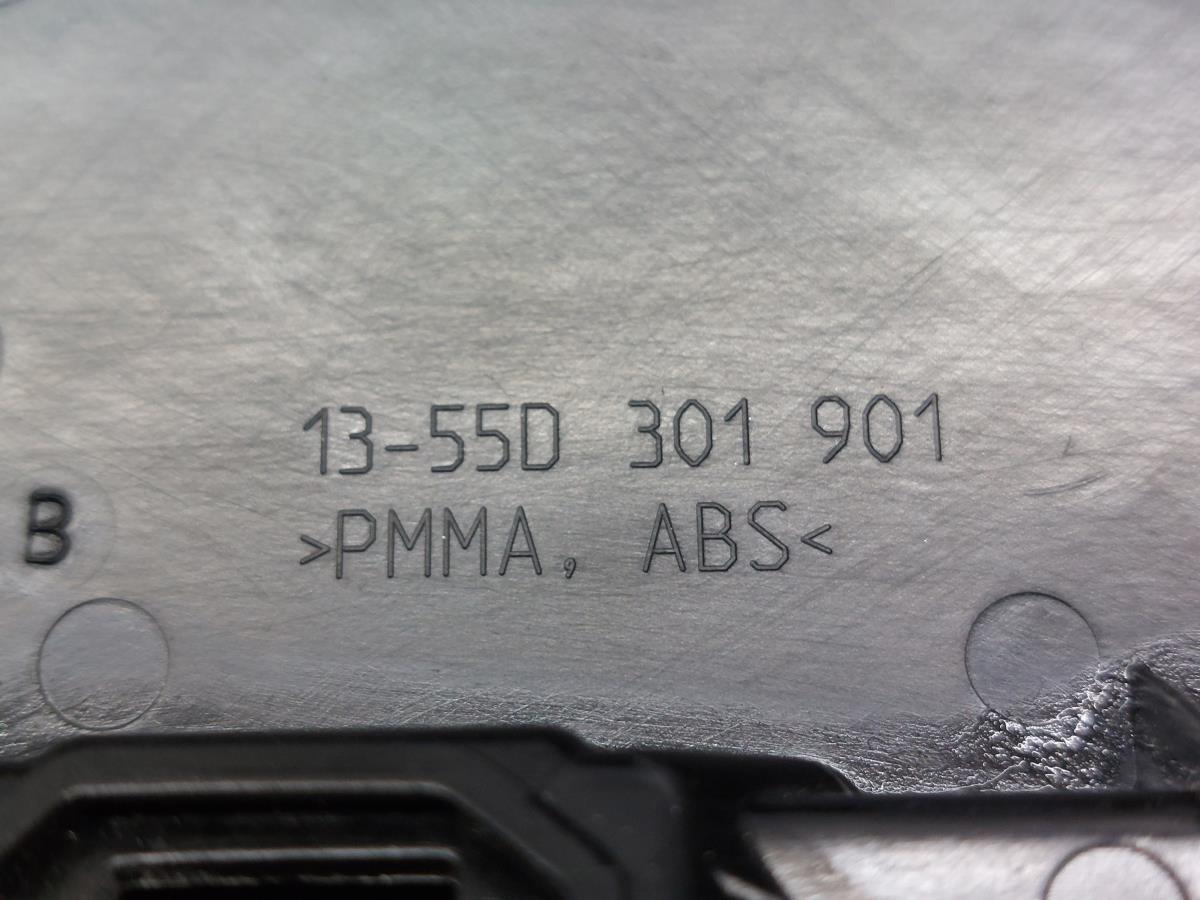 13-55D 301 901
B
>PMMA, ABS<